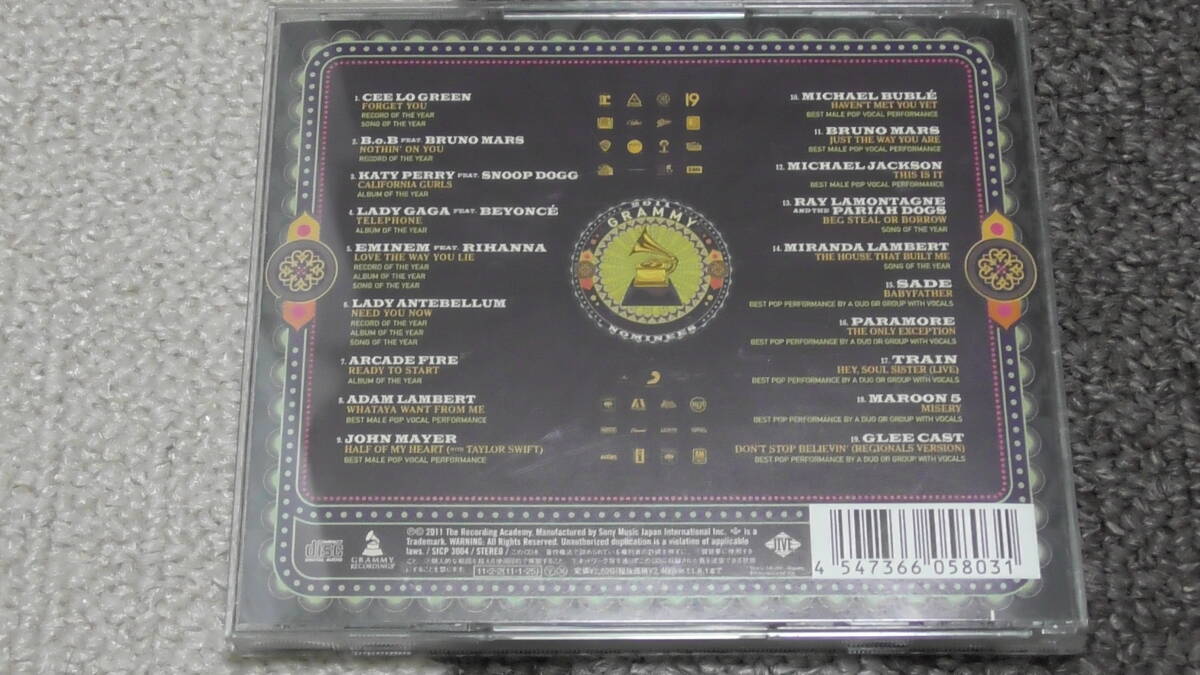 1. CEE LO GREEN
FORGET YOU
RECORD OF THE YEAR
SONG OF THE YEAR
2. B.o.B FEAT. BRUNO MARS
NOTHIN' ON YOU
RECORD OF THE YEAR
3. KATY PERRY FEAT. SNOOP DOGG
CALIFORNIA GURLS
ALBUM OF THE YEAR
4. LADY GAGA FEAT. BEYONCÉ
TELEPHONE
ALBUM OF THE YEAR
5. EMINEM FEAT. RIHANNA
LOVE THE WAY YOU LIE
RECORD OF THE YEAR
ALBUM OF THE YEAR
SONG OF THE YEAR
6. LADY ANTEBELLUM
NEED YOU NOW
RECORD OF THE YEAR
ALBUM OF THE YEAR
SONG OF THE YEAR
7. ARCADE FIRE
READY TO START
ALBUM OF THE YEAR
8. ADAM LAMBERT
WHATAYA WANT FROM ME
BEST MALE POP VOCAL PERFORMANCE
9. JOHN MAYER
HALF OF MY HEART (WITH TAYLOR SWIFT)
BEST MALE POP VOCAL PERFORMANCE
19
2011
GRAMMY
NOMINEES
10. MICHAEL BUBLÉ
HAVEN'T MET YOU YET
BEST MALE POP VOCAL PERFORMANCE
11. BRUNO MARS
JUST THE WAY YOU ARE
BEST MALE POP VOCAL PERFORMANCE
12. MICHAEL JACKSON
THIS IS IT
BEST MALE POP VOCAL PERFORMANCE
13. RAY LAMONTAGNE
AND THE PARIAH DOGS
BEG STEAL OR BORROW
SONG OF THE YEAR
14. MIRANDA LAMBERT
THE HOUSE THAT BUILT ME
SONG OF THE YEAR
15. SADE
BABYFATHER
BEST POP PERFORMANCE BY A DUO OR GROUP WITH VOCALS
16. PARAMORE
THE ONLY EXCEPTION
BEST POP PERFORMANCE BY A DUO OR GROUP WITH VOCALS
17. TRAIN
HEY, SOUL SISTER (LIVE)
BEST POP PERFORMANCE BY A DUO OR GROUP WITH VOCALS
18. MAROON 5
MISERY
BEST POP PERFORMANCE BY A DUO OR GROUP WITH VOCALS
19. GLEE CAST
DON'T STOP BELIEVIN' (REGIONALS VERSION)
BEST POP PERFORMANCE BY A DUO OR GROUP WITH VOCALS
disc
DIGITAL AUDIO
GRAMMY
RECORDINGS
℗© 2011 The Recording Academy. Manufactured by Sony Music Japan International Inc. is a
Trademark. WARNING: All Rights Reserved. Unauthorized duplication is a violation of applicable
laws. / SICP 3004 / STEREO /
11·2·2(11·1·25)
JIVE
4 547366 058031